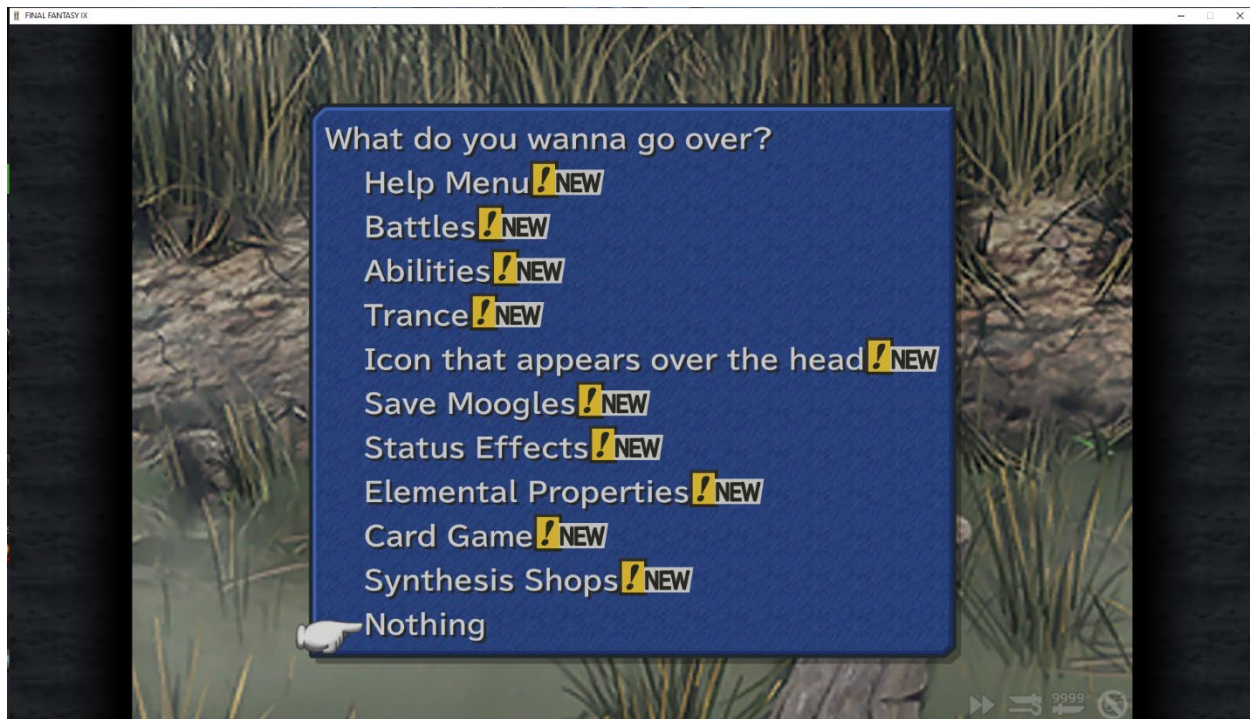 FINAL FANTASY IX
What do you wanna go over?
Help Menu ! NEW
Battles ! NEW
Abilities ! NEW
Trance ! NEW
Icon that appears over the head ! NEW
Save Moogles ! NEW
Status Effects ! NEW
Elemental Properties ! NEW
Card Game ! NEW
Synthesis Shops ! NEW
Nothing
9999